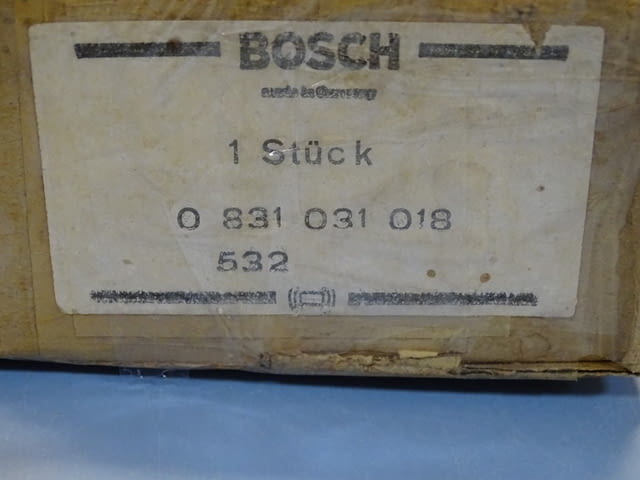 BOSCH
made in Germany
1 Stück
0 831 031 018
532